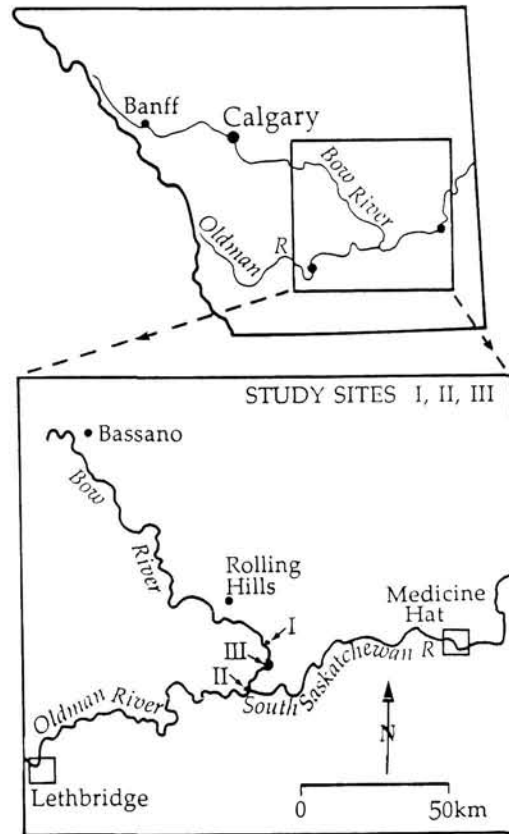 Banff
Calgary
Bow River
Oldman R
STUDY SITES I, II, III
Bassano
Bow River
Rolling
Hills
I
III
II
Medicine
Hat
South Saskatchewan R
Oldman River
Lethbridge
N
0 50km